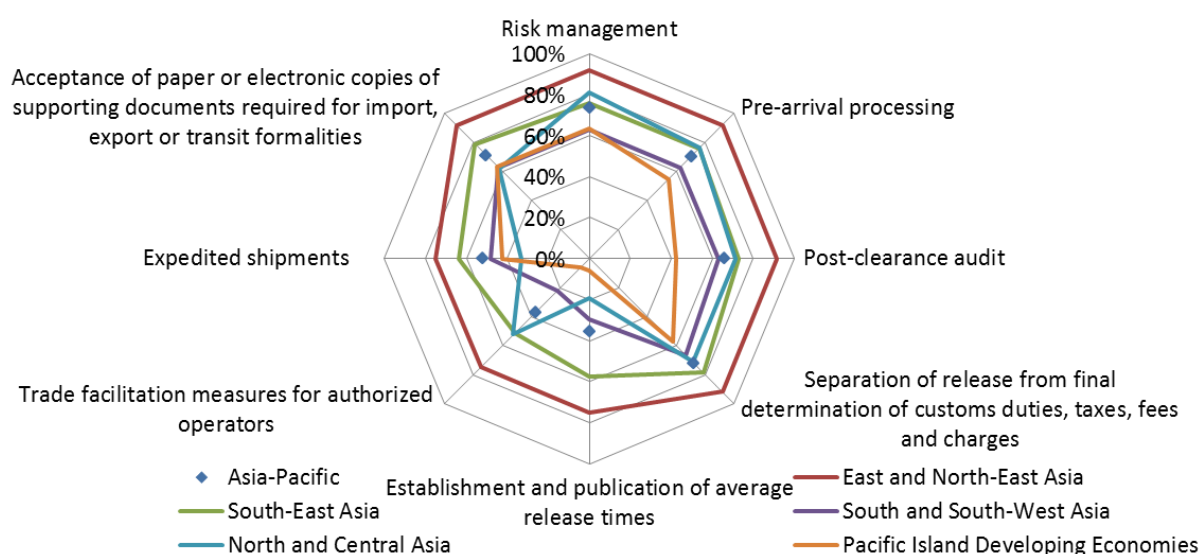 Risk management
100%
Acceptance of paper or electronic copies of
supporting documents required for import,
export or transit formalities
80%
Pre-arrival processing
60%
40%
20%
Expedited shipments
0%
Post-clearance audit
Trade facilitation measures for authorized
operators
Separation of release from final
determination of customs duties, taxes, fees
and charges
Establishment and publication of average
release times
Asia-Pacific
East and North-East Asia
South-East Asia
South and South-West Asia
North and Central Asia
Pacific Island Developing Economies